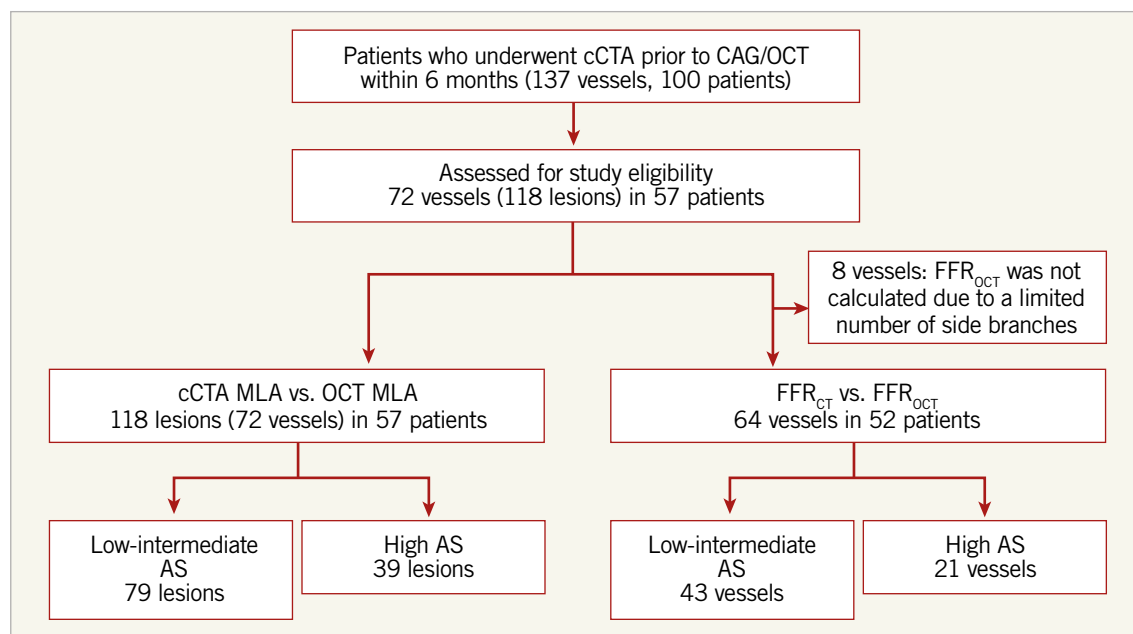 Patients who underwent cCTA prior to CAG/OCT
within 6 months (137 vessels, 100 patients)
Assessed for study eligibility
72 vessels (118 lesions) in 57 patients
8 vessels: FFROCT was not
calculated due to a limited
number of side branches
cCTA MLA vs. OCT MLA
118 lesions (72 vessels) in 57 patients
FFRCT vs. FFROCT
64 vessels in 52 patients
Low-intermediate
AS
79 lesions
High AS
39 lesions
Low-intermediate
AS
43 vessels
High AS
21 vessels